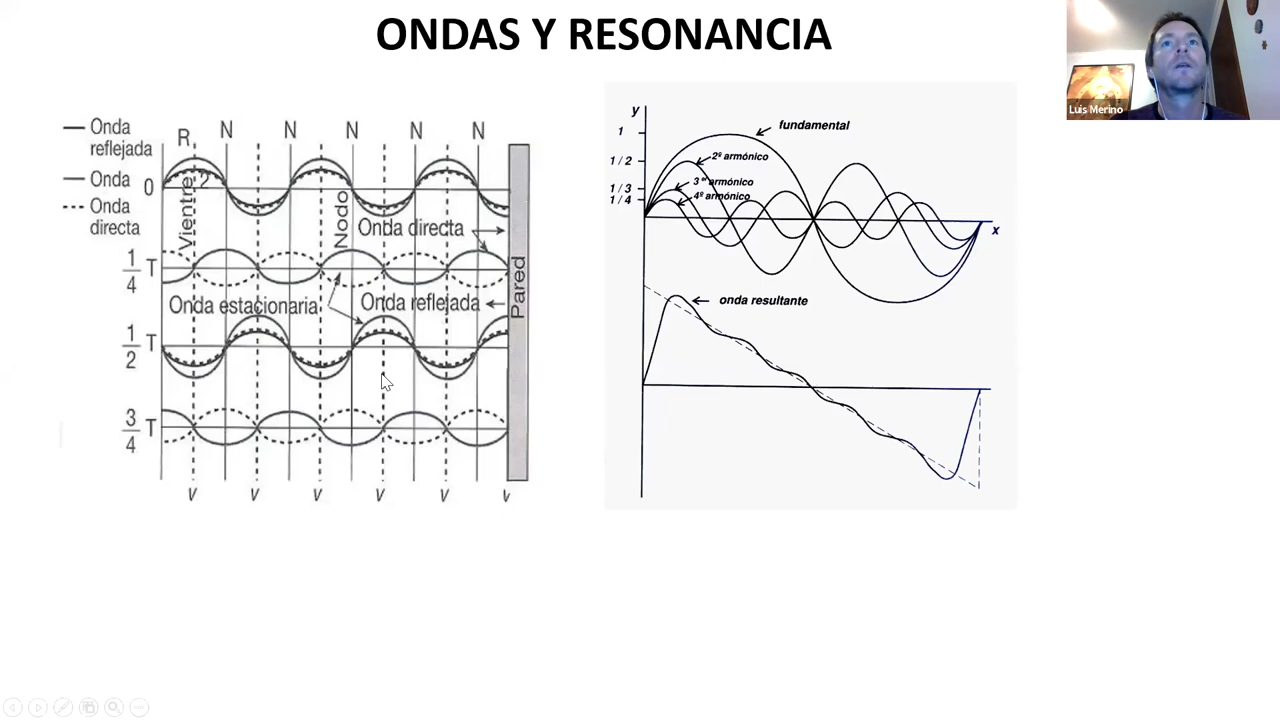 ONDAS Y RESONANCIA
Luis Merino
Onda
reflejada
Onda
Onda
directa
R
N
N
N
N
N
0
Vientre
?
Nodo
Onda directa
1/4 T
Onda estacionaria
Onda reflejada
Pared
1/2 T
3/4 T
v
v
v
v
v
v
y
1
1 / 2
1 / 3
1 / 4
fundamental
2º armónico
3er armónico
4º armónico
x
onda resultante